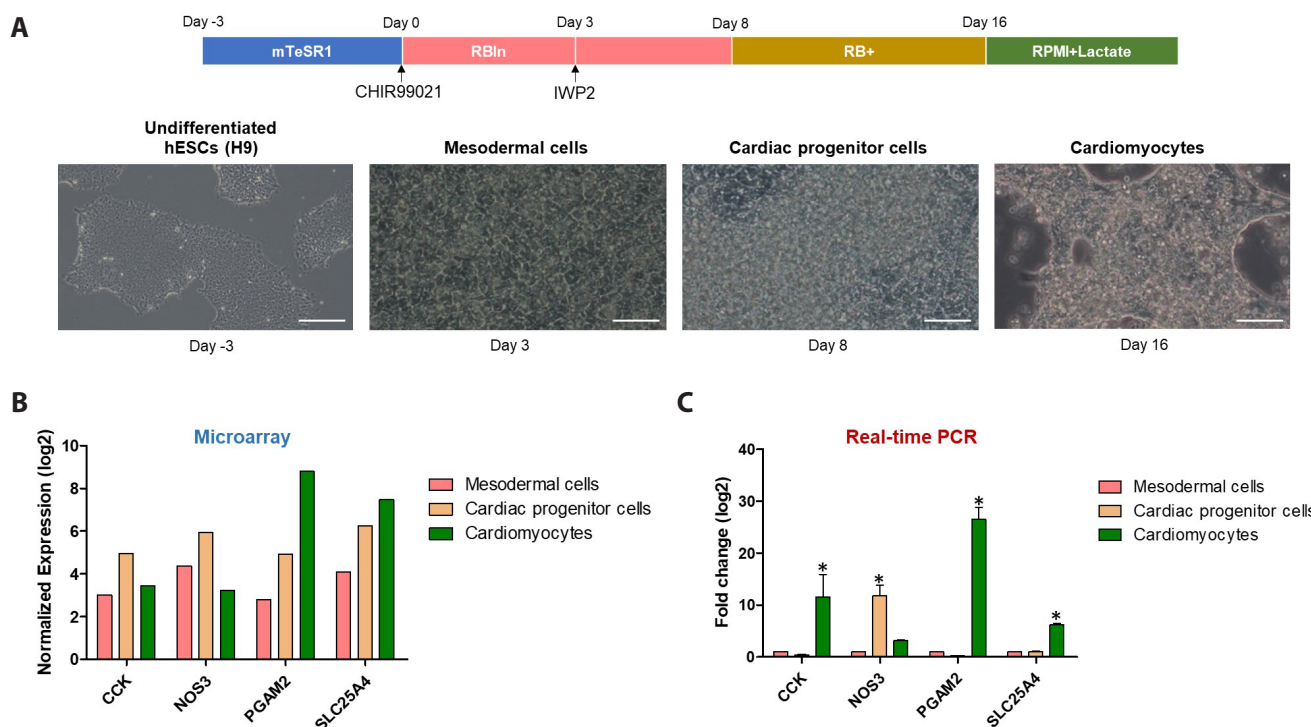 A
Day -3
Day 0
Day 3
Day 8
Day 16
mTeSR1
RBIn
RB+
RPMI+Lactate
CHIR99021
IWP2
Undifferentiated
hESCs (H9)
Mesodermal cells
Cardiac progenitor cells
Cardiomyocytes
Day -3
Day 3
Day 8
Day 16
B
Microarray
Normalized Expression (log2)
10
8
6
4
2
0
CCK
NOS3
PGAM2
SLC25A4
Mesodermal cells
Cardiac progenitor cells
Cardiomyocytes
C
Real-time PCR
Fold change (log2)
40
30
20
10
0
*
*
*
*
CCK
NOS3
PGAM2
SLC25A4
Mesodermal cells
Cardiac progenitor cells
Cardiomyocytes